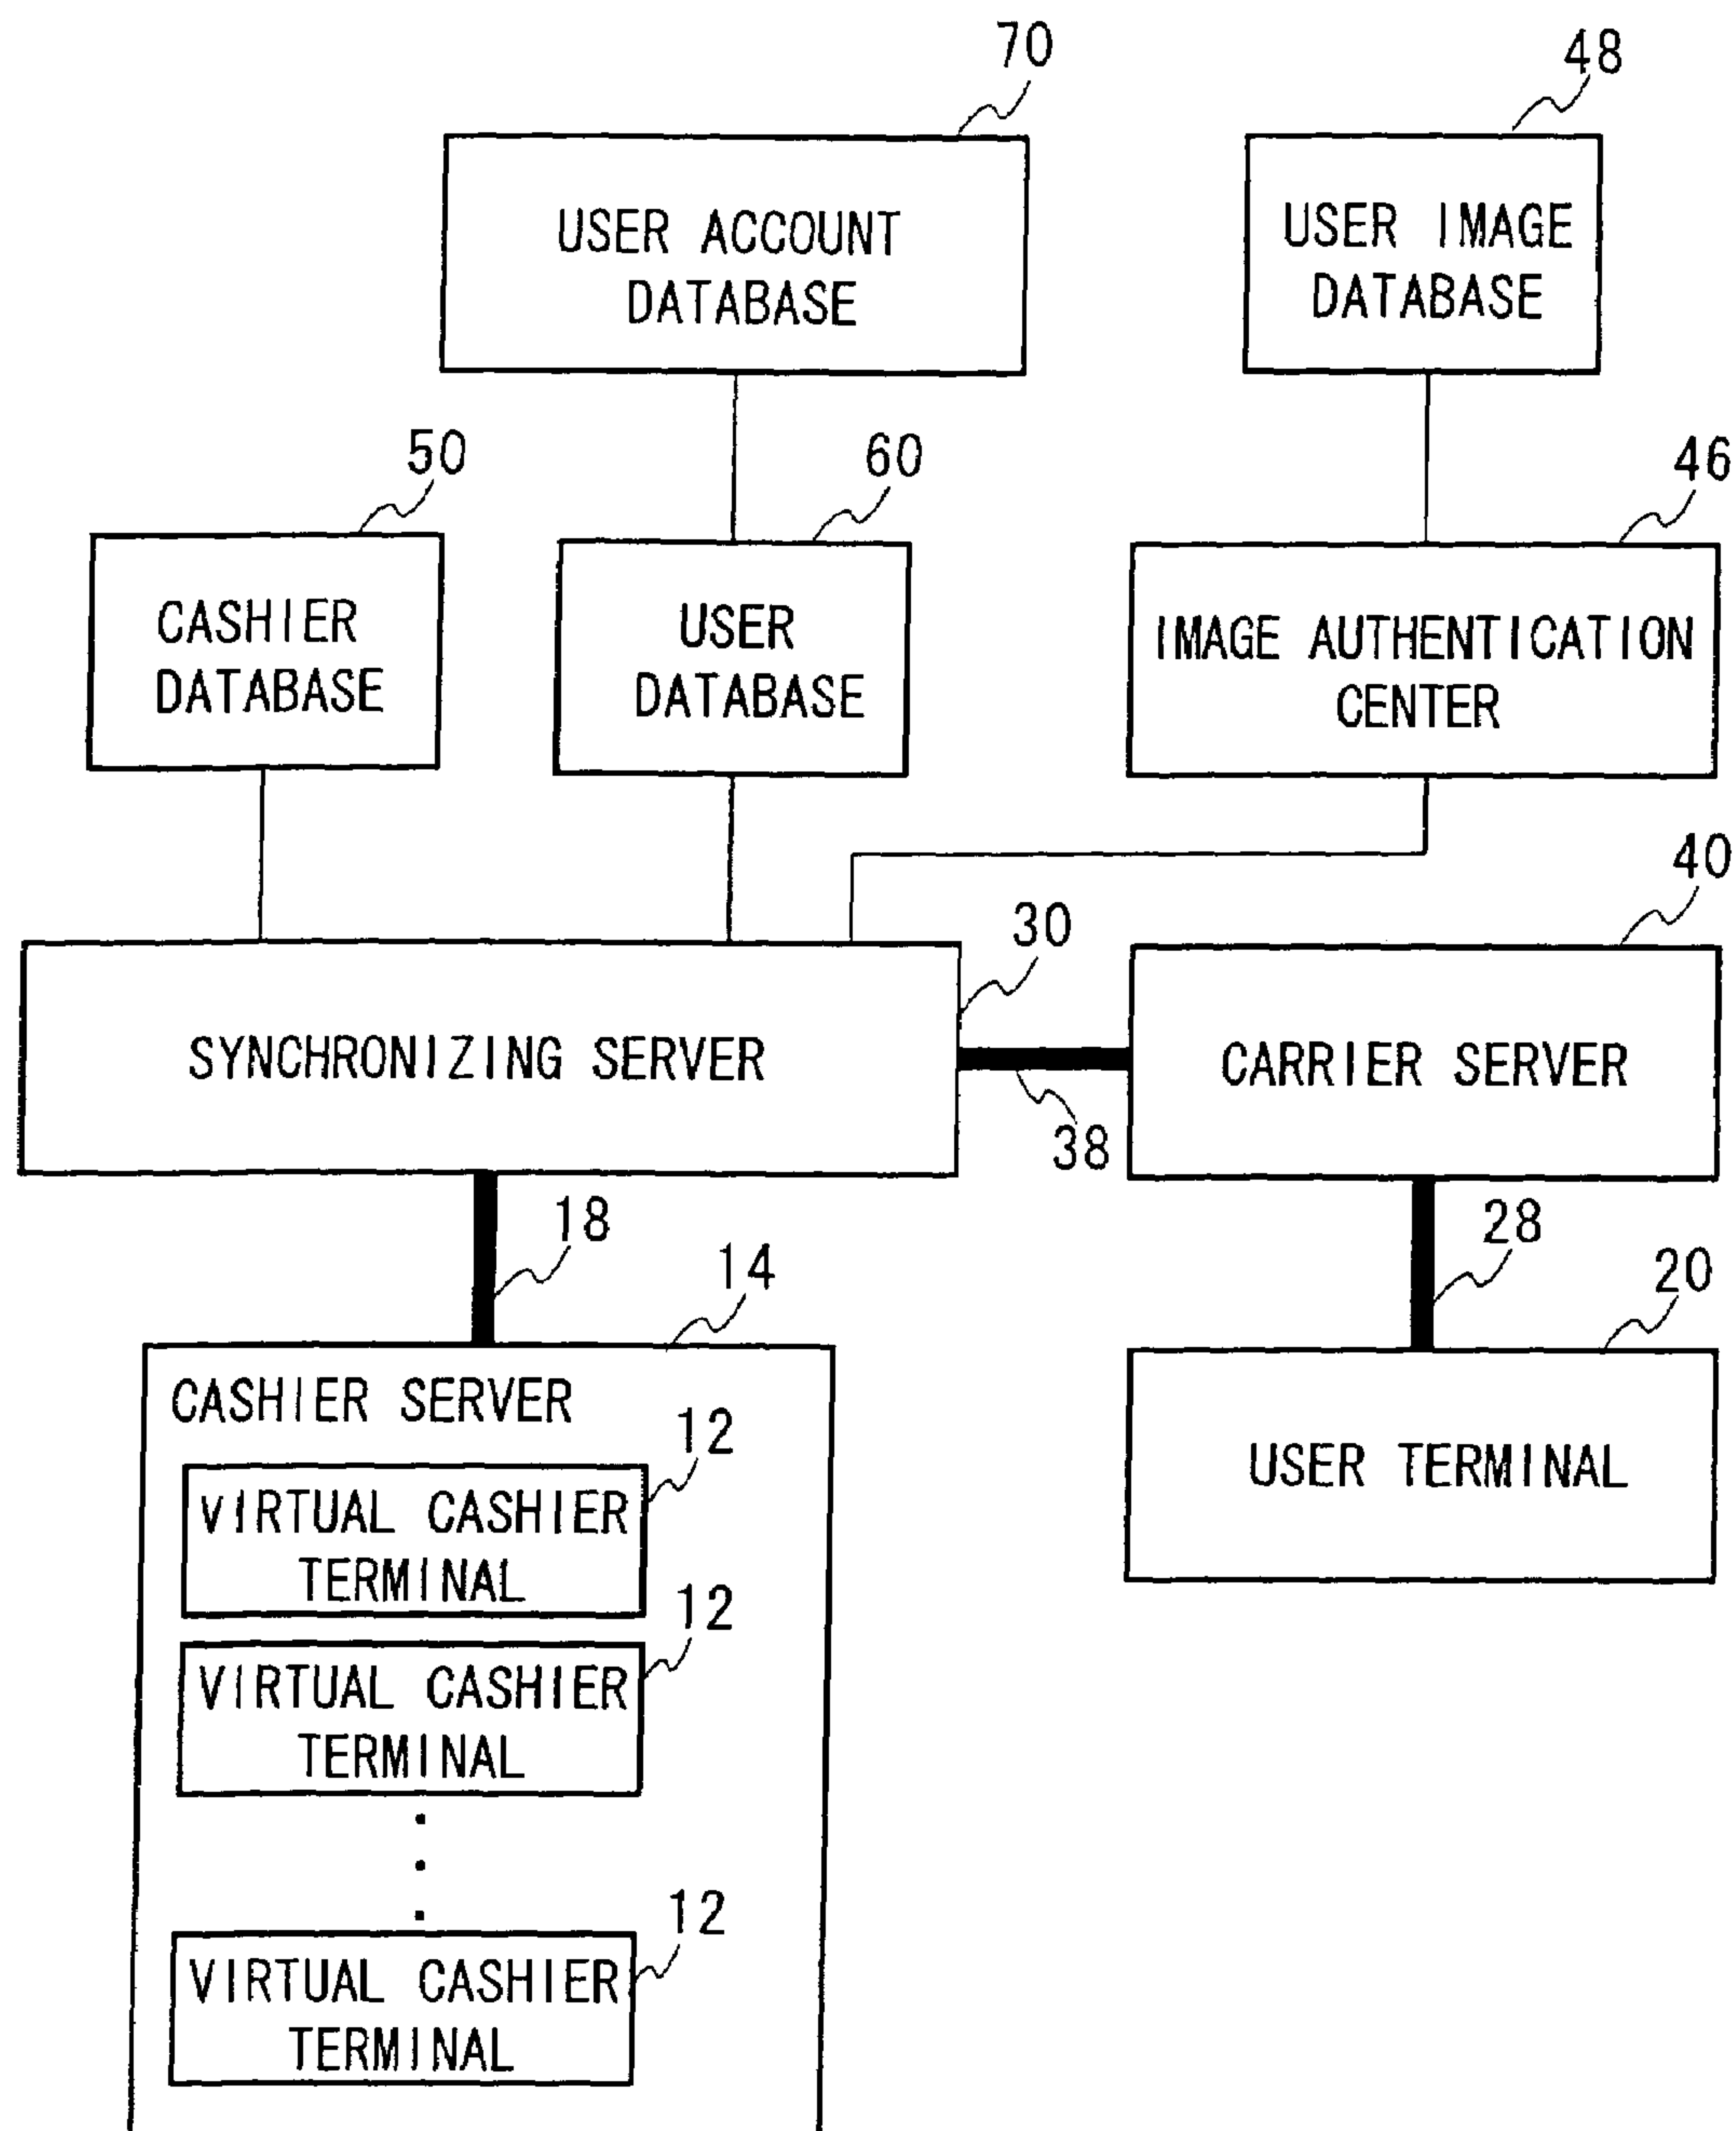 70
48
USER ACCOUNT
DATABASE
USER IMAGE
DATABASE
50
60
46
CASHIER
DATABASE
USER
DATABASE
IMAGE AUTHENTICATION
CENTER
40
30
SYNCHRONIZING SERVER
CARRIER SERVER
38
18
28
14
20
CASHIER SERVER
12
VIRTUAL CASHIER
TERMINAL
USER TERMINAL
12
VIRTUAL CASHIER
TERMINAL
12
VIRTUAL CASHIER
TERMINAL